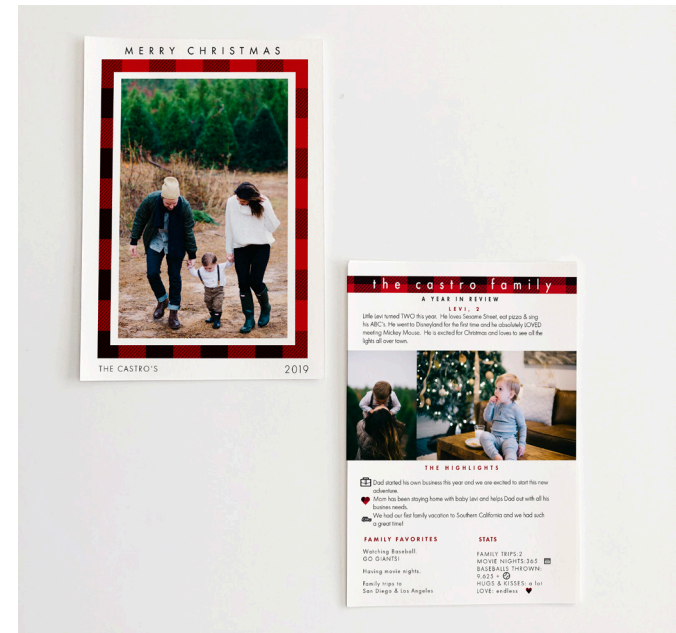 MERRY CHRISTMAS
THE CASTRO'S
2019
the castro family
A YEAR IN REVIEW
LEVI, 2
Little Levi turned TWO this year. He loves Sesame Street, eat pizza & sing
his ABC's. He went to Disneyland for the first time and he absolutely LOVED
meeting Mickey Mouse. He is excited for Christmas and loves to see all the
lights all over town.
THE HIGHLIGHTS
Dad started his own business this year and we are excited to start this new
adventure.
Mom has been staying home with baby Levi and helps Dad out with all his
busines needs.
We had our first family vacation to Southern California and we had such
a great time!
FAMILY FAVORITES
Watching Baseball.
GO GIANTS!
Having movie nights.
Family trips to
San Diego & Los Angeles
STATS
FAMILY TRIPS:2
MOVIE NIGHTS:365
BASEBALLS THROWN:
9,625 +
HUGS & KISSES: a lot
LOVE: endless